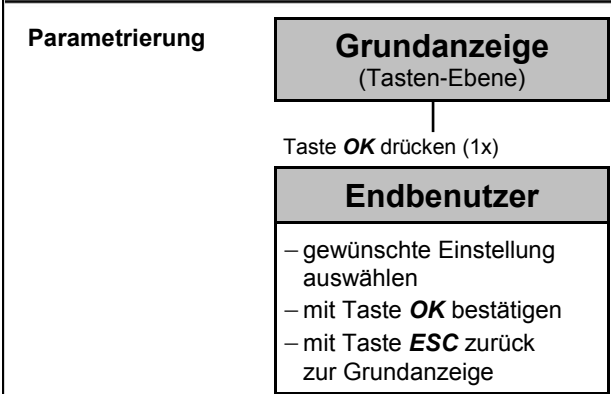 Parametrierung
Grundanzeige
(Tasten-Ebene)
Taste OK drücken (1x)
Endbenutzer
– gewünschte Einstellung
auswählen
– mit Taste OK bestätigen
– mit Taste ESC zurück
zur Grundanzeige